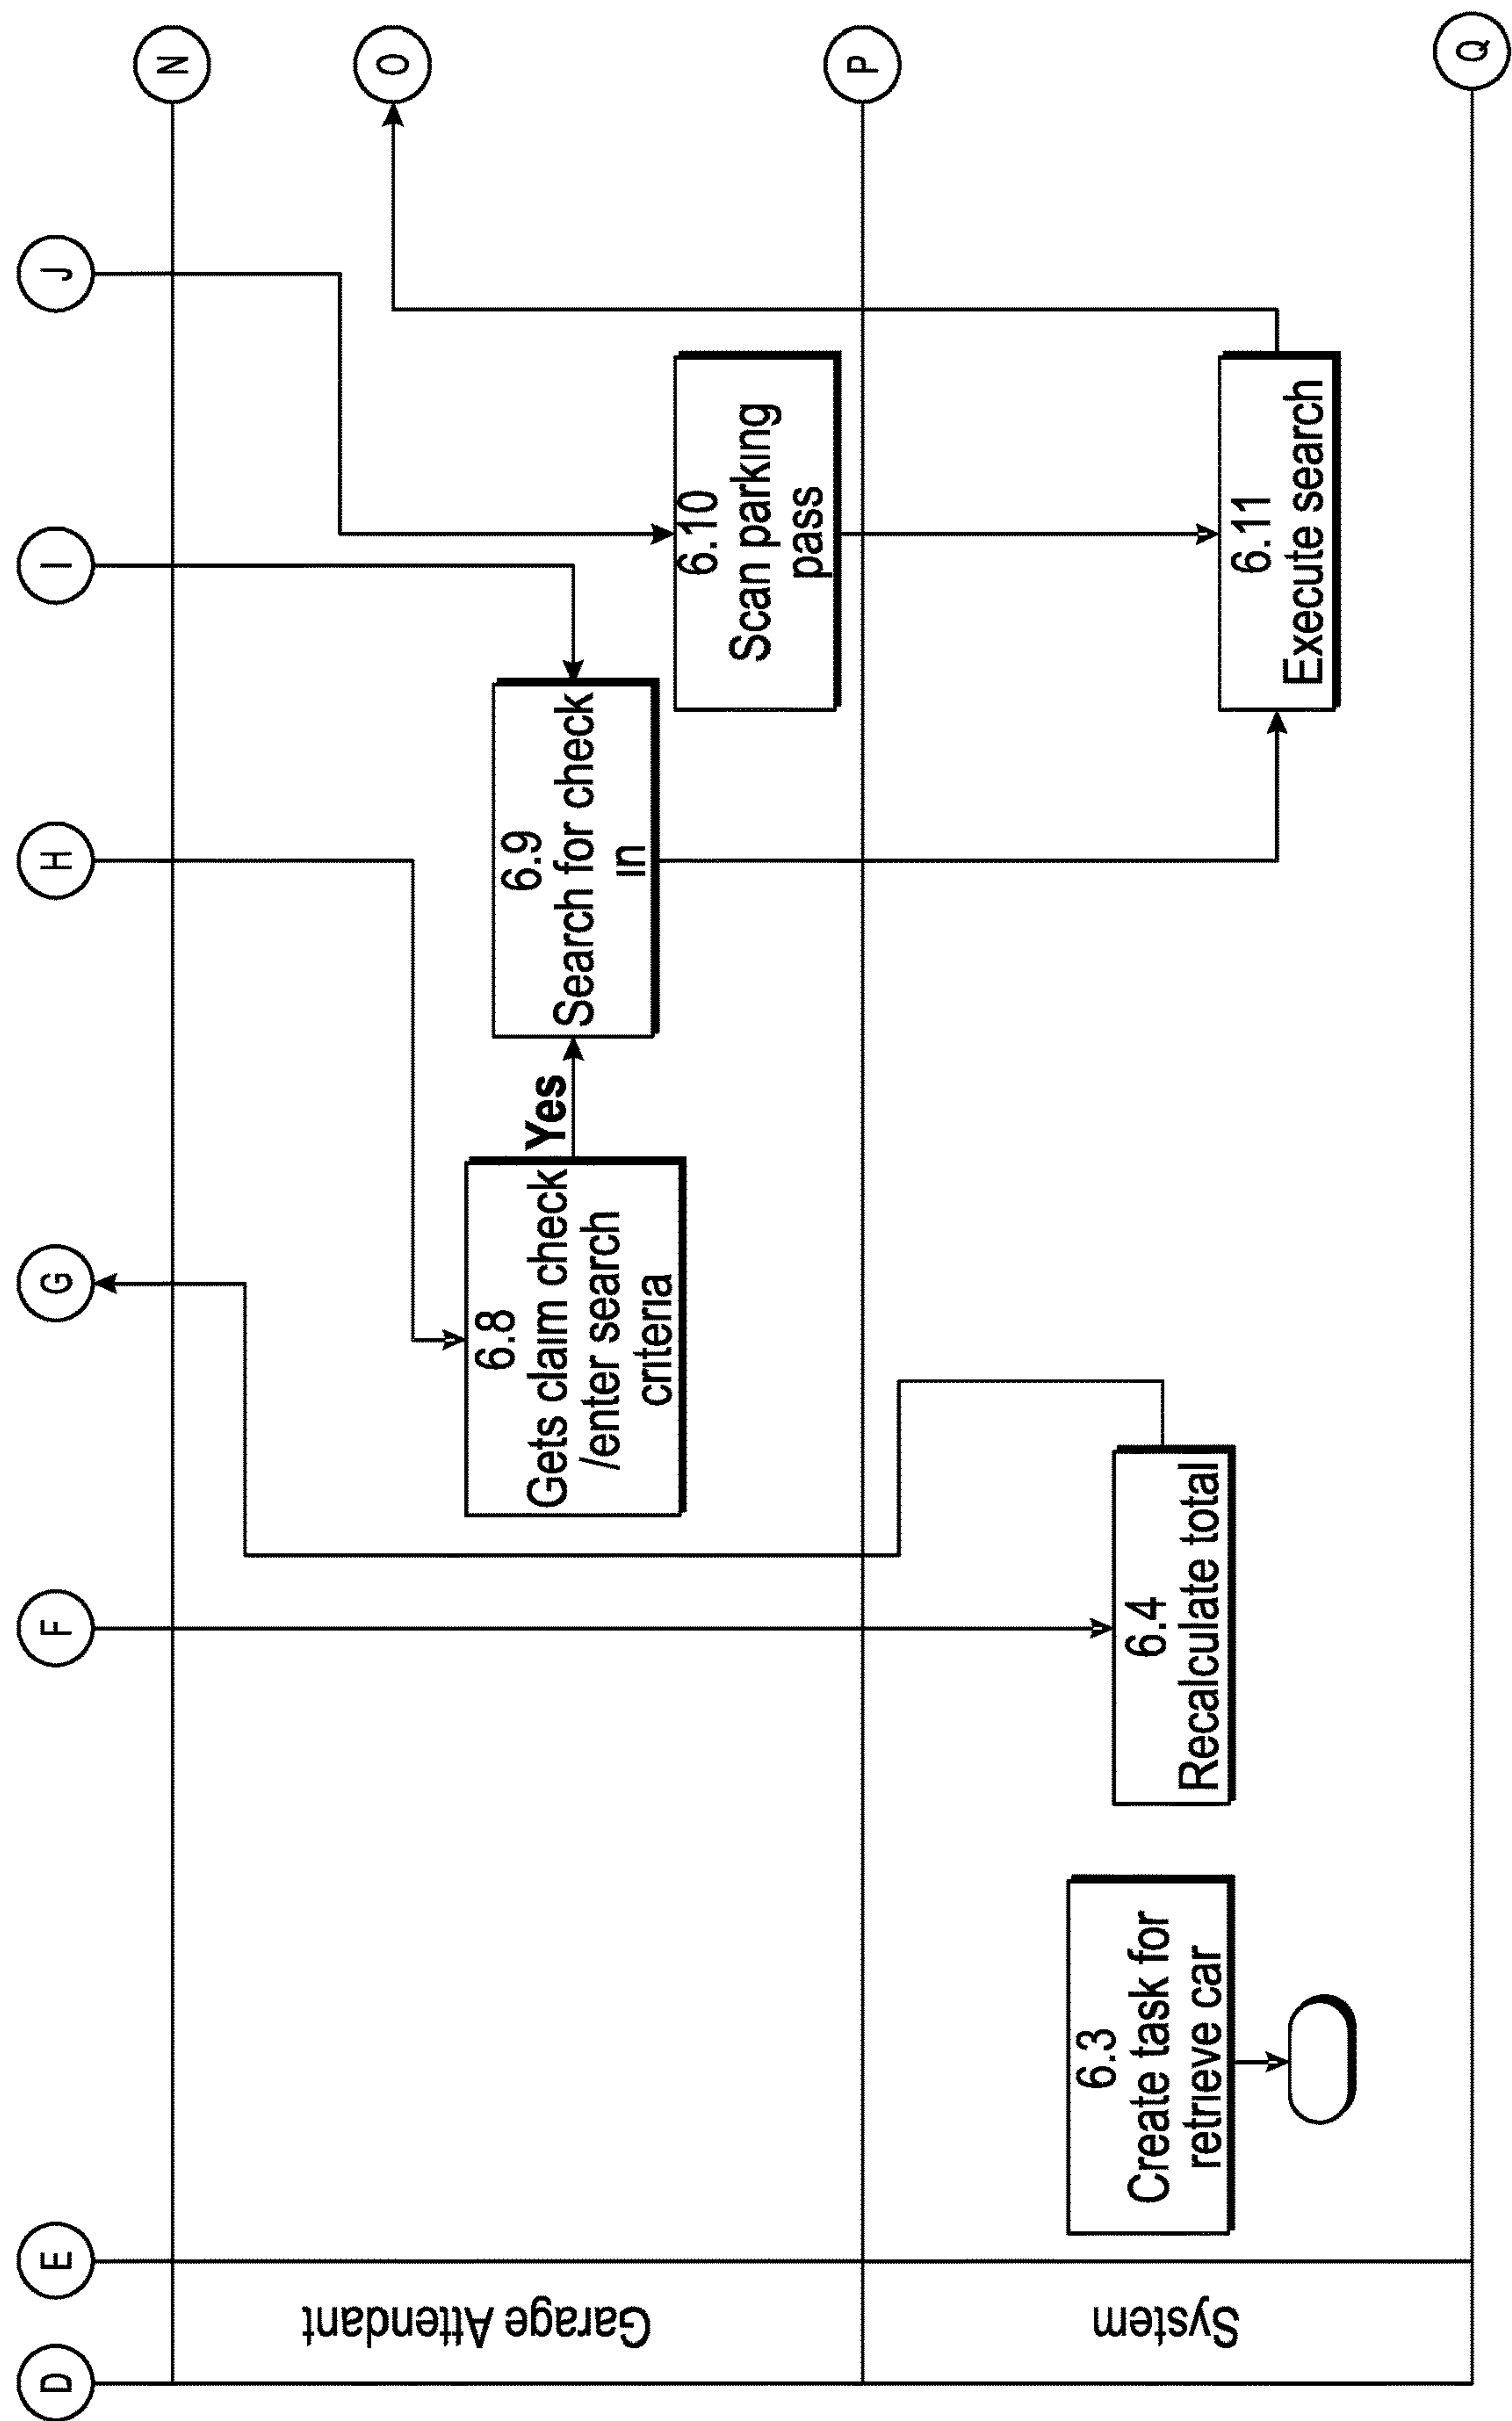 D
E
F
G
H
I
J
N
O
P
Q
Garage Attendant
System
6.8
Gets claim check
/enter search
criteria
Yes
6.9
Search for check
in
6.10
Scan parking
pass
6.3
Create task for
retrieve car
6.4
Recalculate total
6.11
Execute search